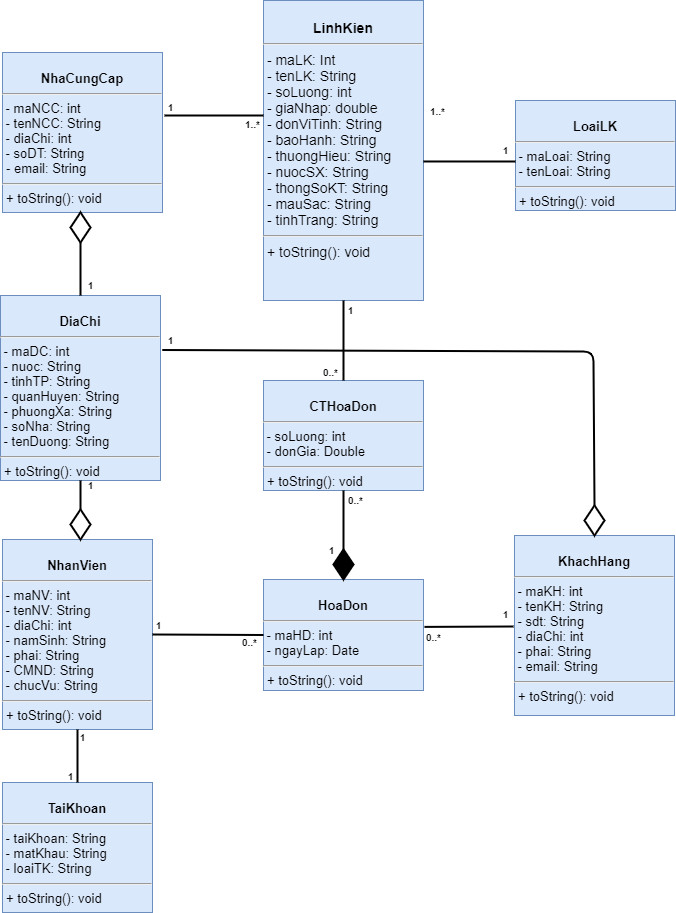 LinhKien
- maLK: Int
- tenLK: String
- soLuong: int
- giaNhap: double
- donViTinh: String
- baoHanh: String
- thuongHieu: String
- nuocSX: String
- thongSoKT: String
- mauSac: String
- tinhTrang: String
+ toString(): void
NhaCungCap
- maNCC: int
- tenNCC: String
- diaChi: int
- soDT: String
- email: String
+ toString(): void
1
1..*
1..*
1
LoaiLK
- maLoai: String
- tenLoai: String
+ toString(): void
1
DiaChi
- maDC: int
- nuoc: String
- tinhTP: String
- quanHuyen: String
- phuongXa: String
- soNha: String
- tenDuong: String
+ toString(): void
1
1
0..*
1
CTHoaDon
- soLuong: int
- donGia: Double
+ toString(): void
0..*
1
NhanVien
- maNV: int
- tenNV: String
- diaChi: int
- namSinh: String
- phai: String
- CMND: String
- chucVu: String
+ toString(): void
1
0..*
HoaDon
- maHD: int
- ngayLap: Date
+ toString(): void
0..*
1
KhachHang
- maKH: int
- tenKH: String
- sdt: String
- diaChi: int
- phai: String
- email: String
+ toString(): void
1
1
TaiKhoan
- taiKhoan: String
- matKhau: String
- loaiTK: String
+ toString(): void